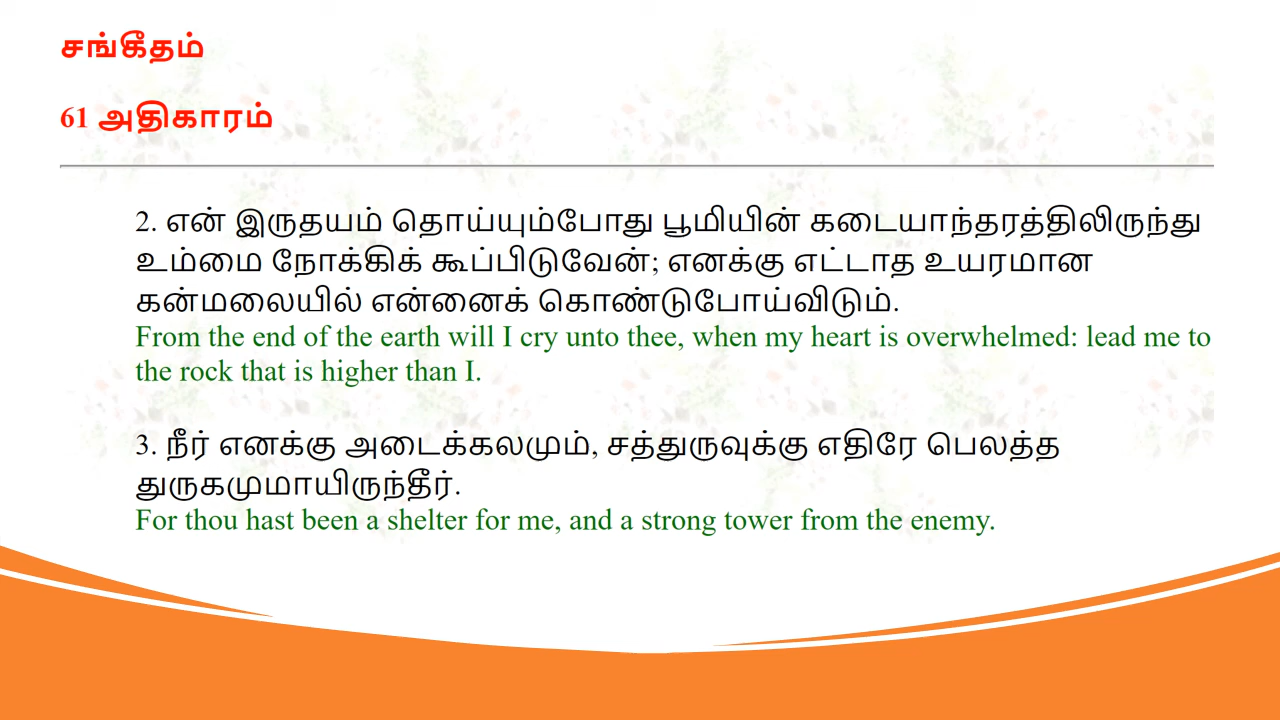 சங்கீதம்
61 அதிகாரம்
2. என் இருதயம் தொய்யும்போது பூமியின் கடையாந்தரத்திலிருந்து
உம்மை நோக்கிக் கூப்பிடுவேன்; எனக்கு எட்டாத உயரமான
கன்மலையில் என்னைக் கொண்டுபோய்விடும்.
From the end of the earth will I cry unto thee, when my heart is overwhelmed: lead me to
the rock that is higher than I.
3. நீர் எனக்கு அடைக்கலமும், சத்துருவுக்கு எதிரே பெலத்த
துருகமுமாயிருந்தீர்.
For thou hast been a shelter for me, and a strong tower from the enemy.